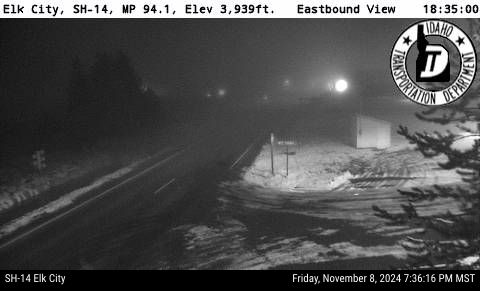 Elk City, SH-14, MP 94.1, Elev 3,939ft. Eastbound View 18:35:00
IDAHO
TRANSPORTATION DEPARTMENT
SH-14 Elk City Friday, November 8, 2024 7:36:16 PM MST